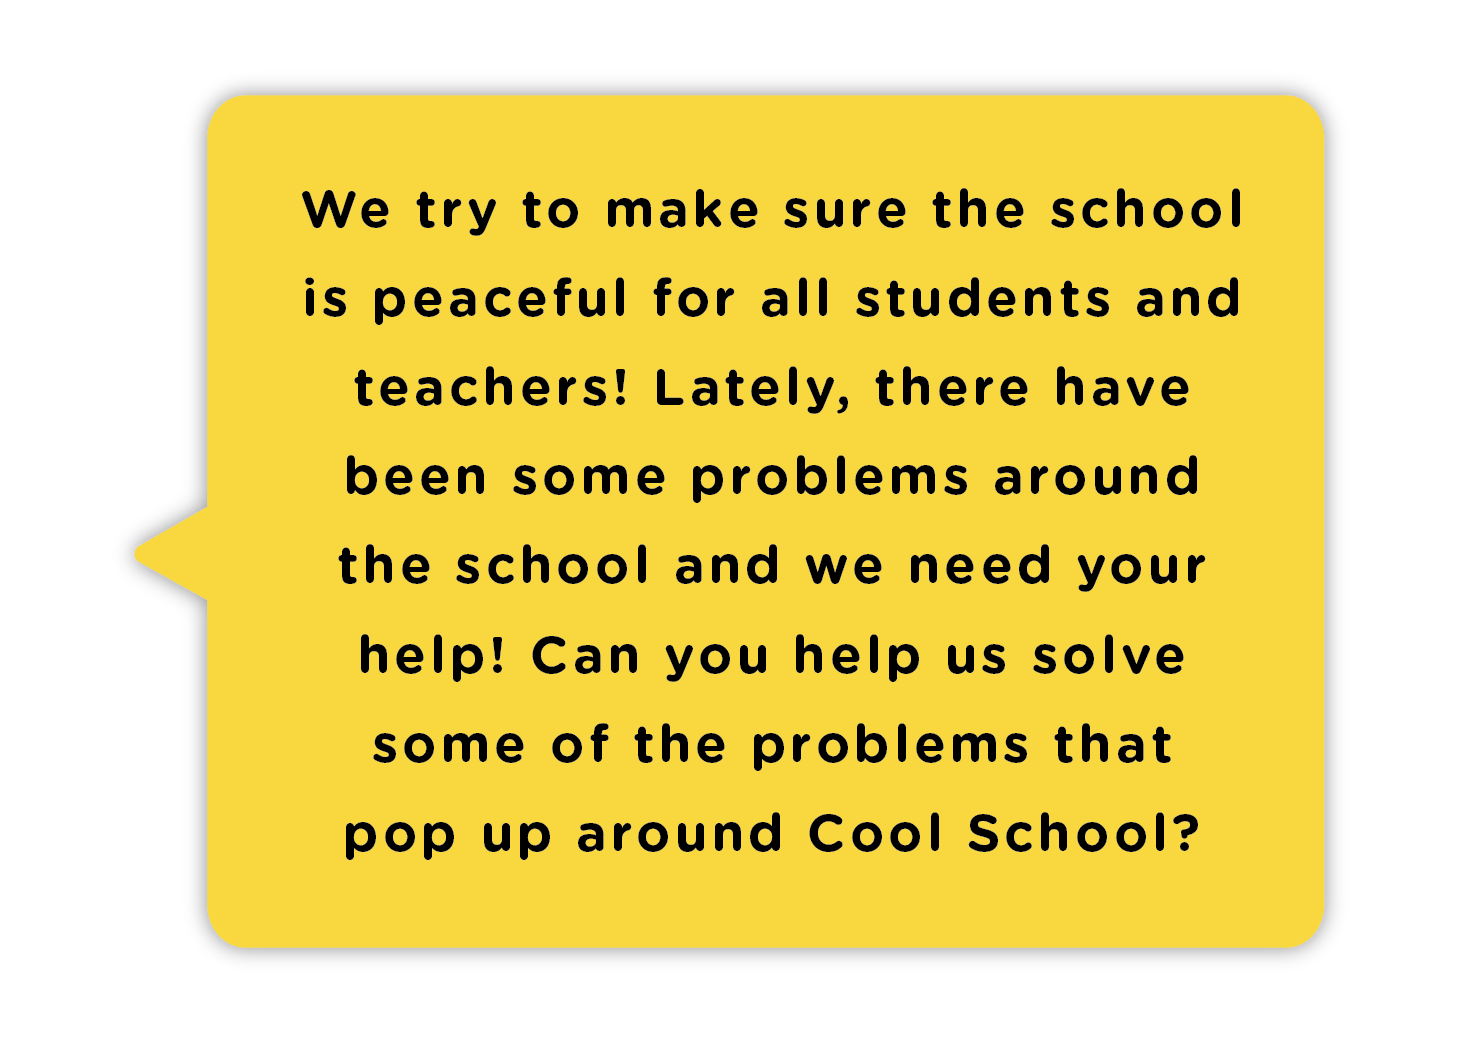 We try to make sure the school
is peaceful for all students and
teachers! Lately, there have
been some problems around
the school and we need your
help! Can you help us solve
some of the problems that
pop up around Cool School?